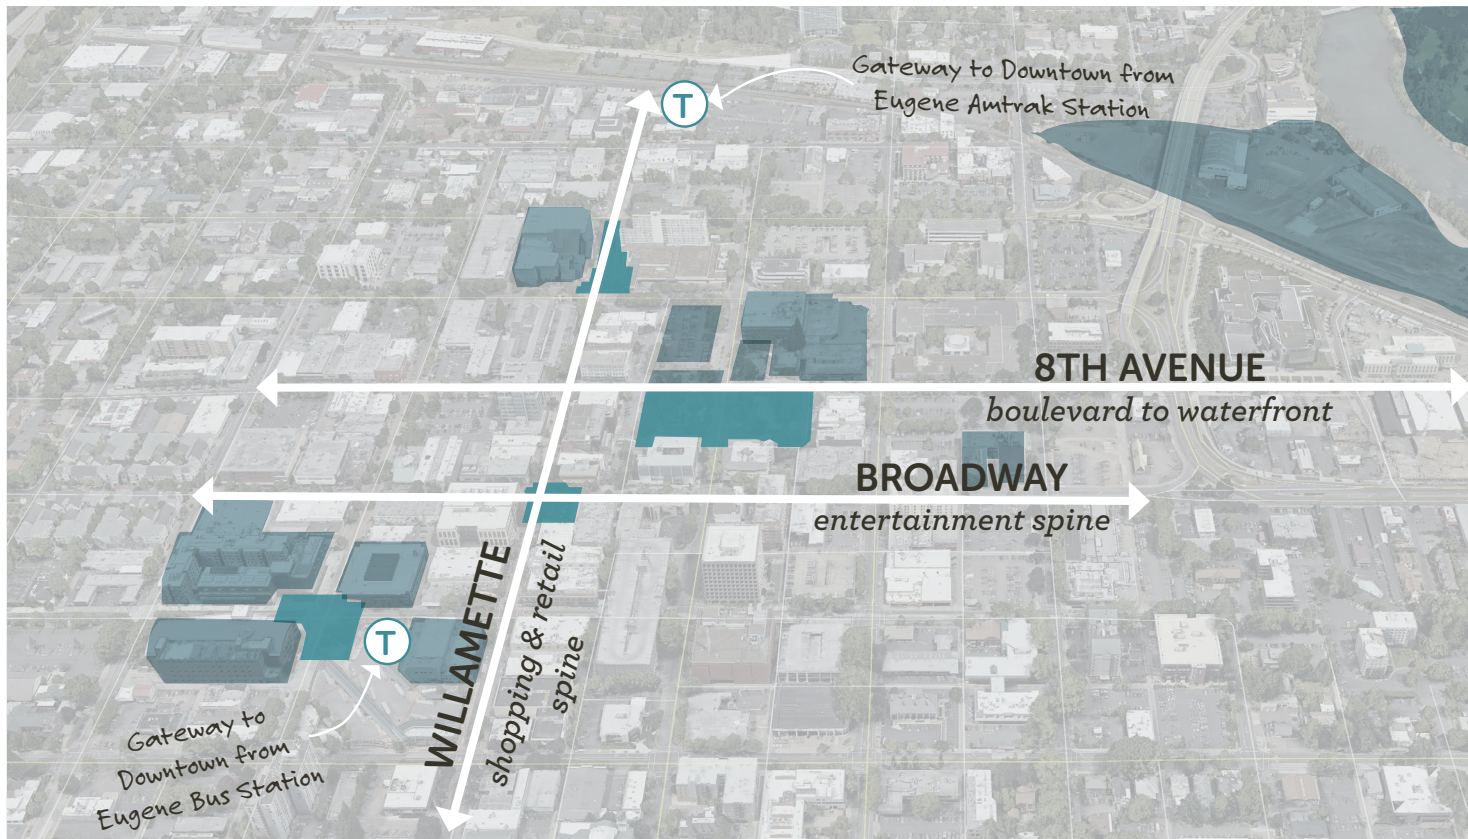 Gateway to Downtown from
Eugene Amtrak Station
T
8TH AVENUE
boulevard to waterfront
BROADWAY
entertainment spine
WILLAMETTE
shopping & retail
spine
T
Gateway to
Downtown from
Eugene Bus Station